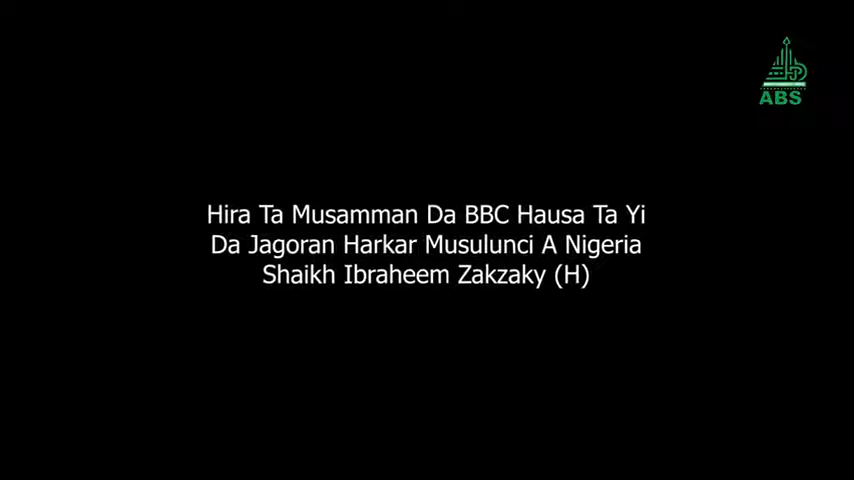 ABS
Hira Ta Musamman Da BBC Hausa Ta Yi
Da Jagoran Harkar Musulunci A Nigeria
Shaikh Ibraheem Zakzaky (H)